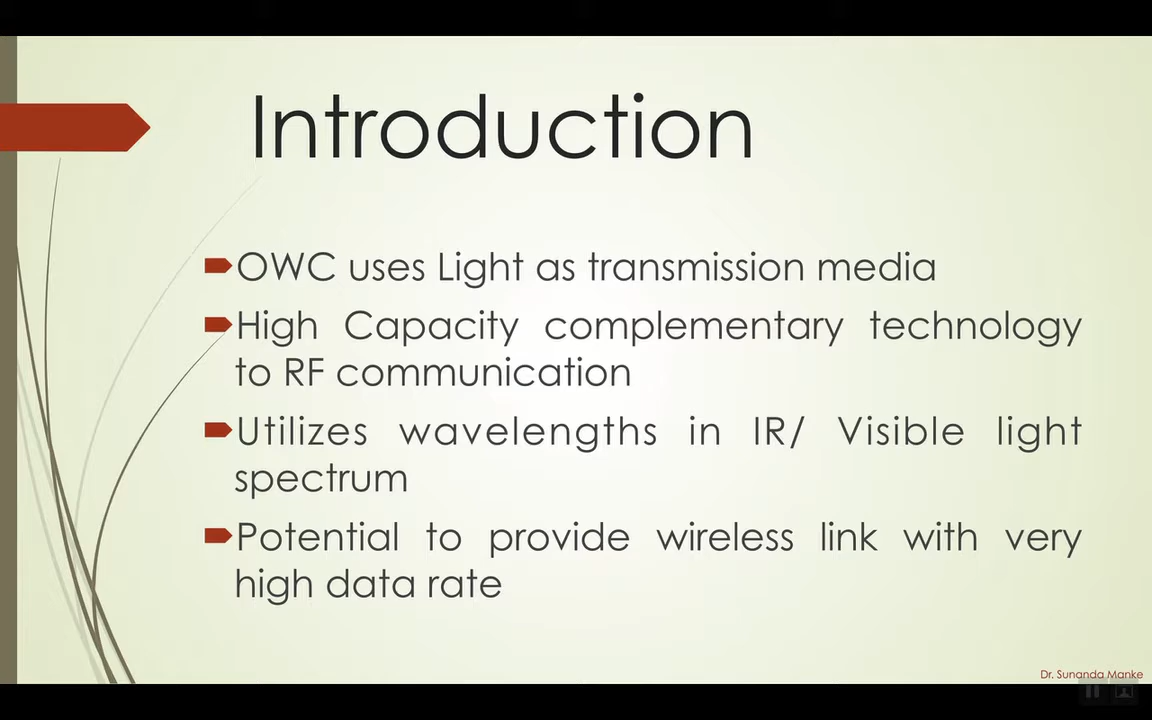 Introduction
OWC uses Light as transmission media
High Capacity complementary technology
to RF communication
Utilizes wavelengths in IR/ Visible light
spectrum
Potential to provide wireless link with very
high data rate
Dr. Sunanda Manke